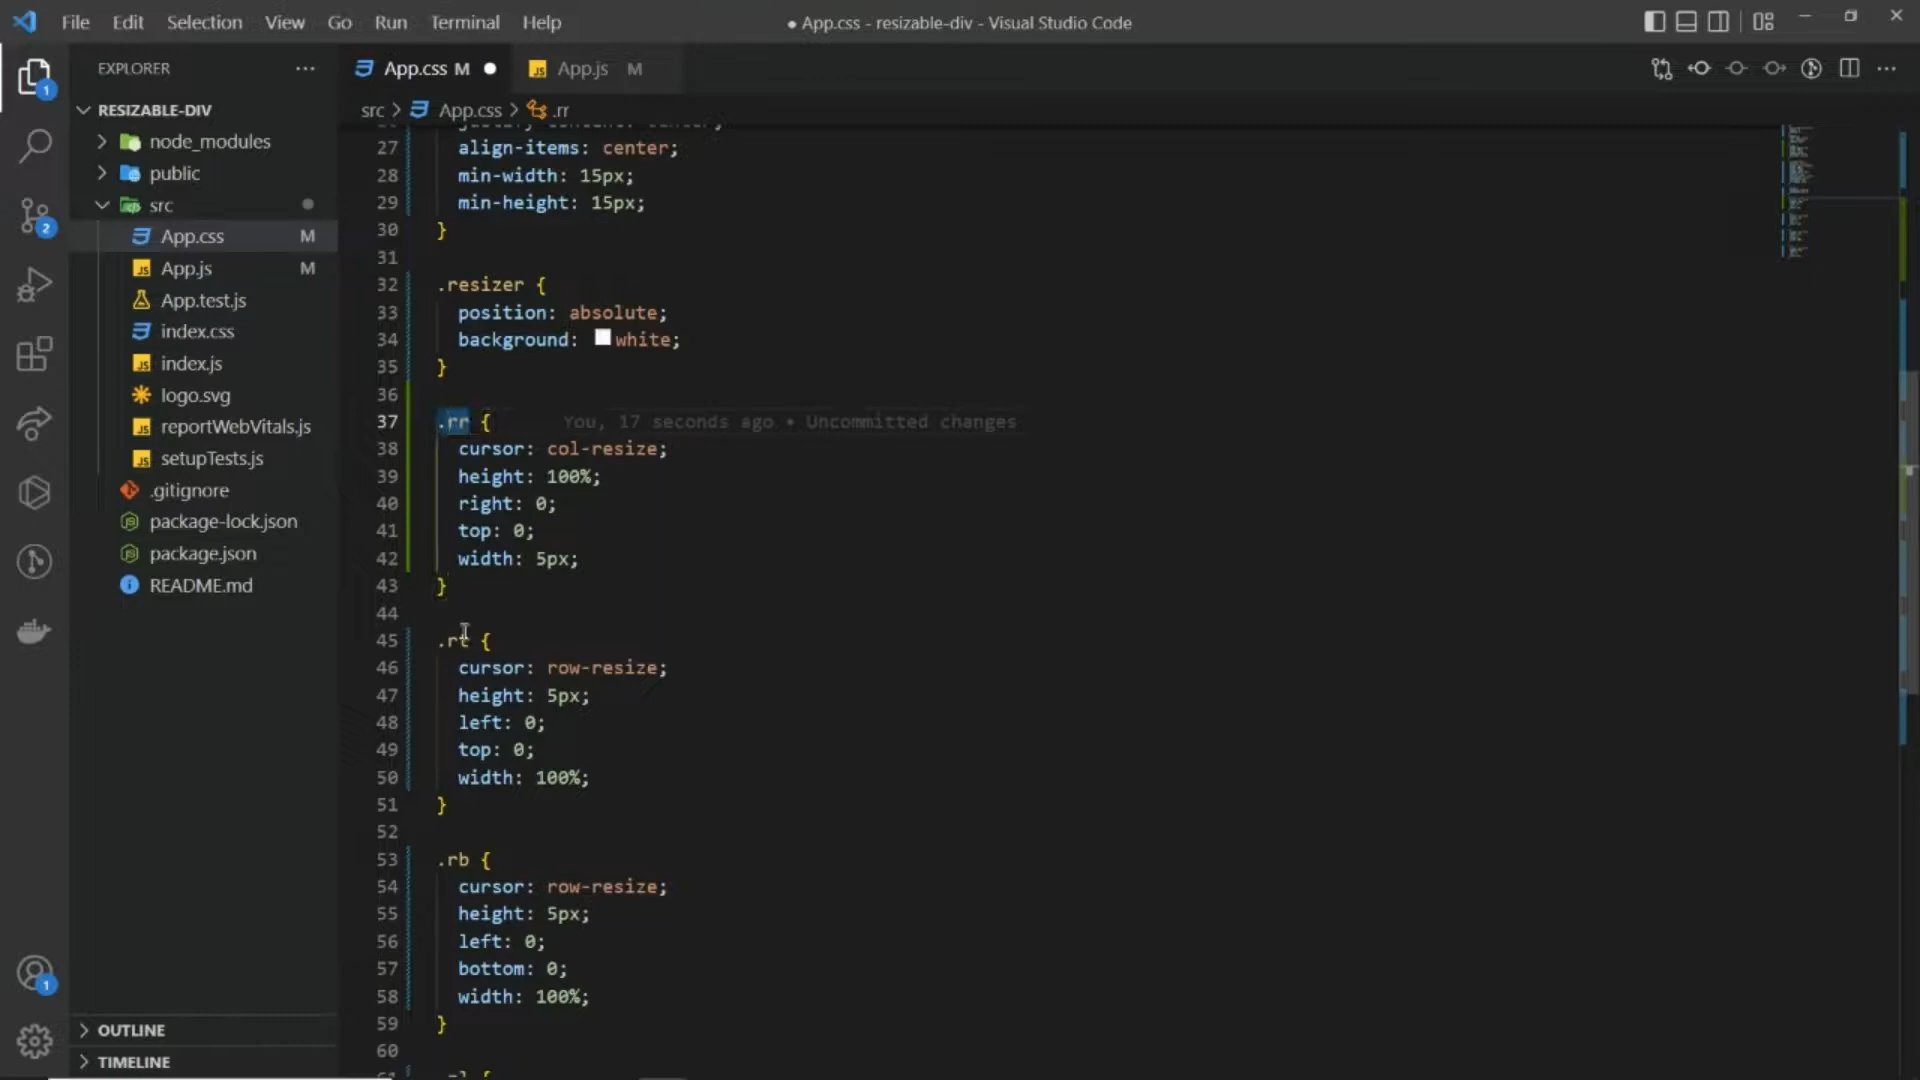 File Edit Selection View Go Run Terminal Help
● App.css - resizable-div - Visual Studio Code
EXPLORER
RESIZABLE-DIV
node_modules
public
src
App.css M
App.js M
App.test.js
index.css
index.js
logo.svg
reportWebVitals.js
setupTests.js
.gitignore
package-lock.json
package.json
README.md
OUTLINE
TIMELINE
1
2
1
App.css M
App.js M
src > App.css > .rr
27 align-items: center;
28 min-width: 15px;
29 min-height: 15px;
30 }
31
32 .resizer {
33 position: absolute;
34 background: white;
35 }
36
37 .rr { You, 17 seconds ago • Uncommitted changes
38 cursor: col-resize;
39 height: 100%;
40 right: 0;
41 top: 0;
42 width: 5px;
43 }
44
45 .rt {
46 cursor: row-resize;
47 height: 5px;
48 left: 0;
49 top: 0;
50 width: 100%;
51 }
52
53 .rb {
54 cursor: row-resize;
55 height: 5px;
56 left: 0;
57 bottom: 0;
58 width: 100%;
59 }
60